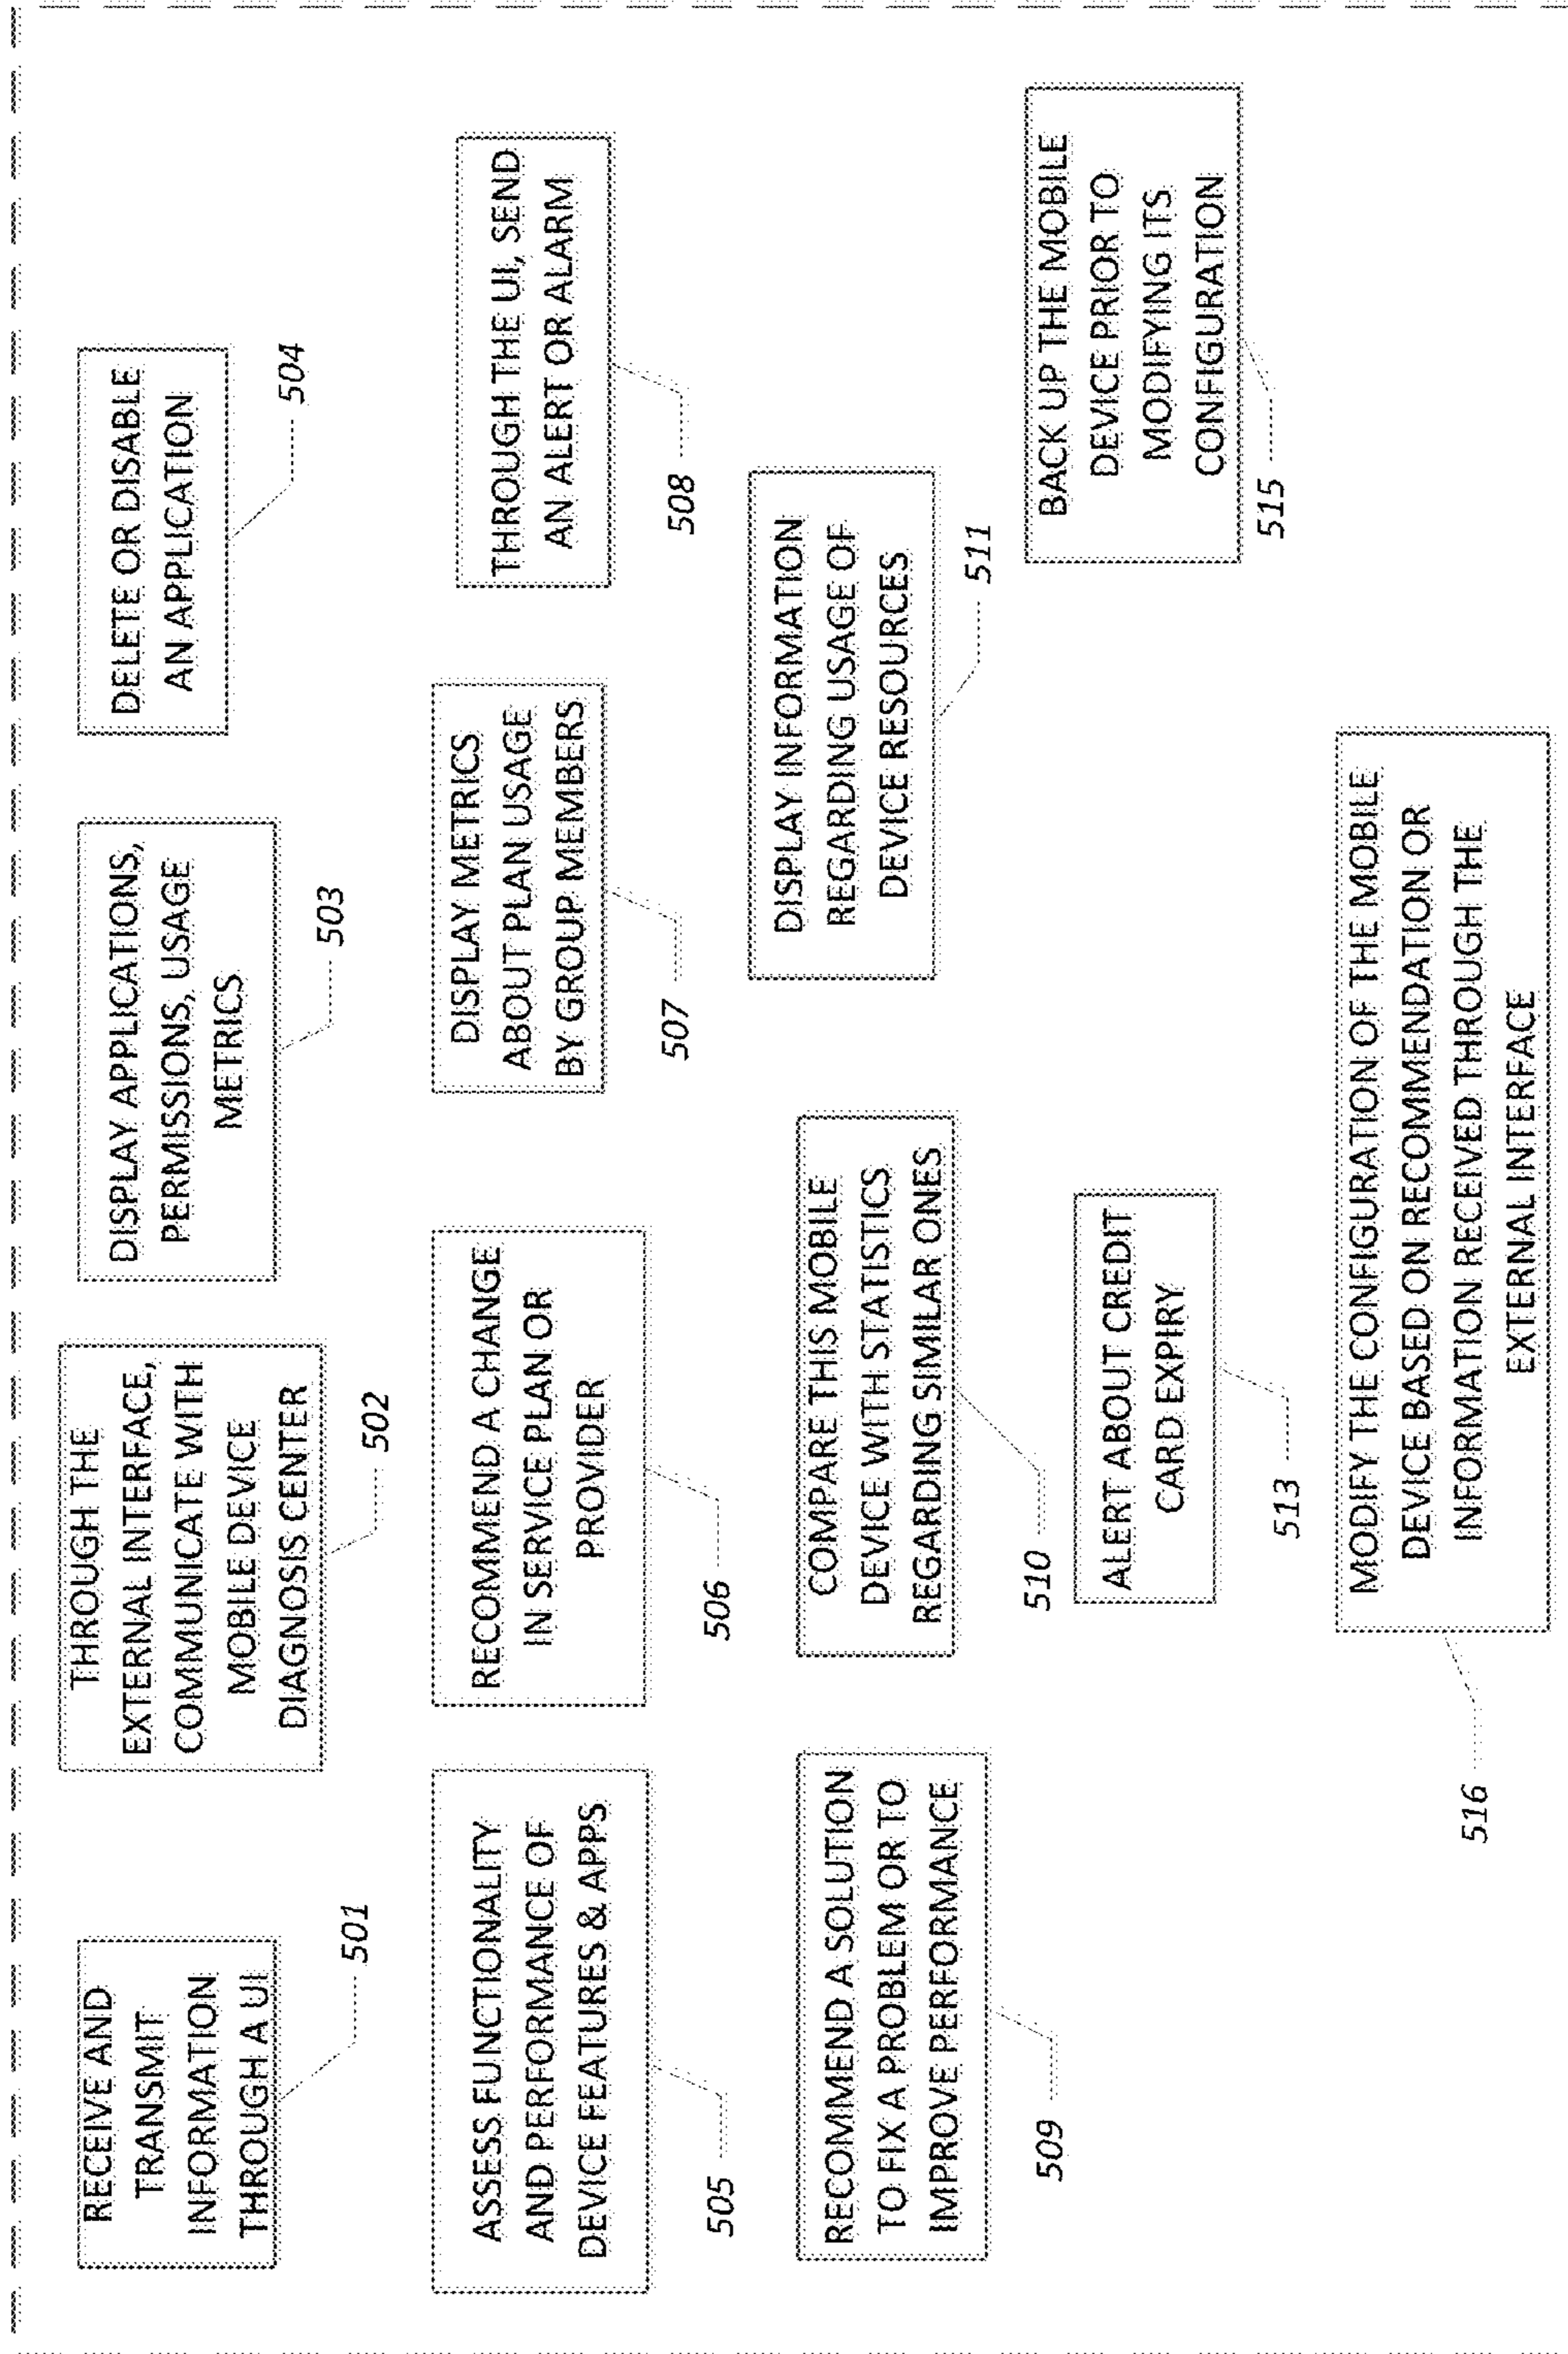 RECEIVE AND
TRANSMIT
INFORMATION
THROUGH A UI
501
THROUGH THE
EXTERNAL INTERFACE,
COMMUNICATE WITH
MOBILE DEVICE
DIAGNOSIS CENTER
502
DISPLAY APPLICATIONS,
PERMISSIONS, USAGE
METRICS
503
DELETE OR DISABLE
AN APPLICATION
504
ASSESS FUNCTIONALITY
AND PERFORMANCE OF
DEVICE FEATURES & APPS
505
RECOMMEND A CHANGE
IN SERVICE PLAN OR
PROVIDER
506
DISPLAY METRICS
ABOUT PLAN USAGE
BY GROUP MEMBERS
507
THROUGH THE UI, SEND
AN ALERT OR ALARM
508
RECOMMEND A SOLUTION
TO FIX A PROBLEM OR TO
IMPROVE PERFORMANCE
509
COMPARE THIS MOBILE
DEVICE WITH STATISTICS
REGARDING SIMILAR ONES
510
DISPLAY INFORMATION
REGARDING USAGE OF
DEVICE RESOURCES
511
ALERT ABOUT CREDIT
CARD EXPIRY
513
BACK UP THE MOBILE
DEVICE PRIOR TO
MODIFYING ITS
CONFIGURATION
515
MODIFY THE CONFIGURATION OF THE MOBILE
DEVICE BASED ON RECOMMENDATION OR
INFORMATION RECEIVED THROUGH THE
EXTERNAL INTERFACE
516